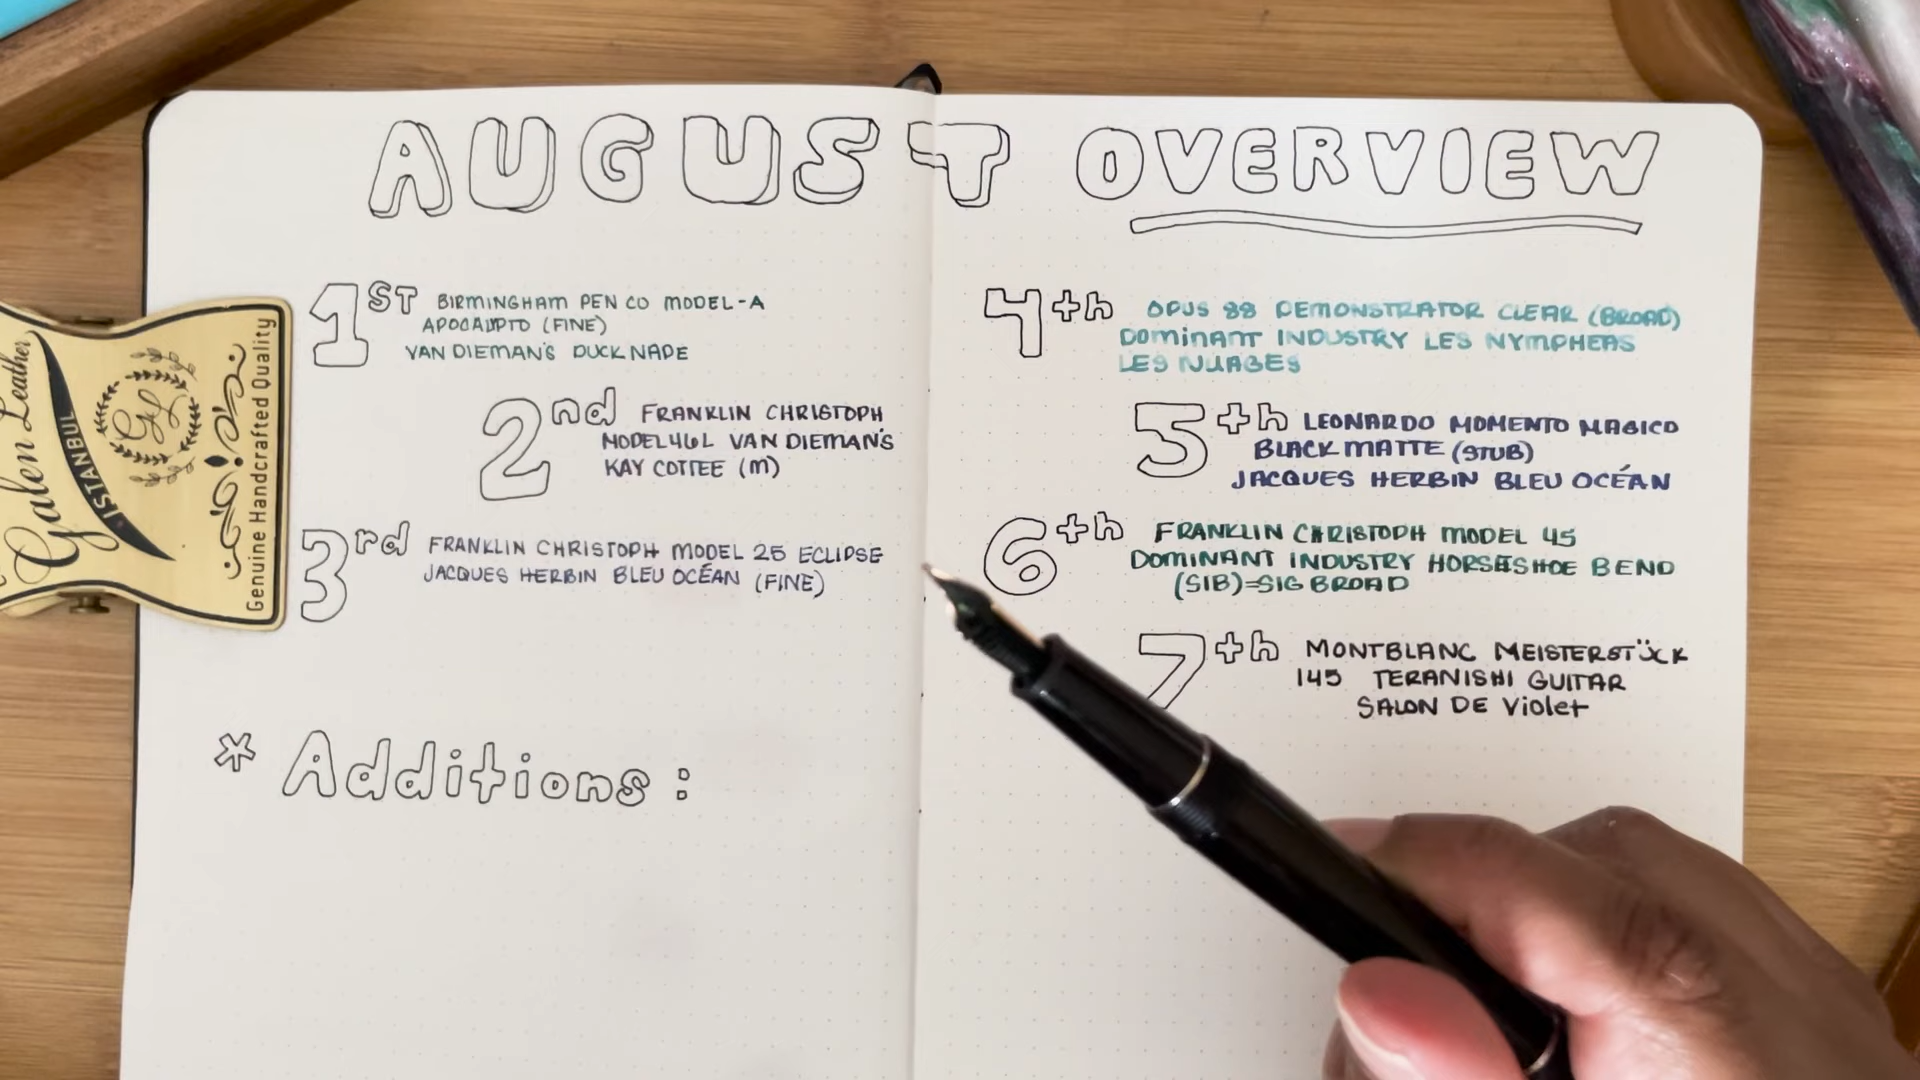 AUGUST OVERVIEW
1ST BIRMINGHAM PEN CO MODEL-A
APOCALYPTO (FINE)
VAN DIEMAN'S DUCK NADE
2nd FRANKLIN CHRISTOPH
MODEL 46L VAN DIEMAN'S
KAY COTTEE (M)
3rd FRANKLIN CHRISTOPH MODEL 25 ECLIPSE
JACQUES HERBIN BLEU OCÉAN (FINE)
* Additions:
4th OPUS 88 DEMONSTRATOR CLEAR (BROAD)
DOMINANT INDUSTRY LES NYMPHEAS
LES NUAGES
5th LEONARDO MOMENTO MAGICO
BLACK MATTE (STUB)
JACQUES HERBIN BLEU OCÉAN
6th FRANKLIN CHRISTOPH MODEL 45
DOMINANT INDUSTRY HORSESHOE BEND
(SIB)=SIG BROAD
7th MONTBLANC MEISTERSTÜCK
145 TERANISHI GUITAR
SALON DE Violet
Galen Leather
ISTANBUL
GL
Genuine Handcrafted Quality